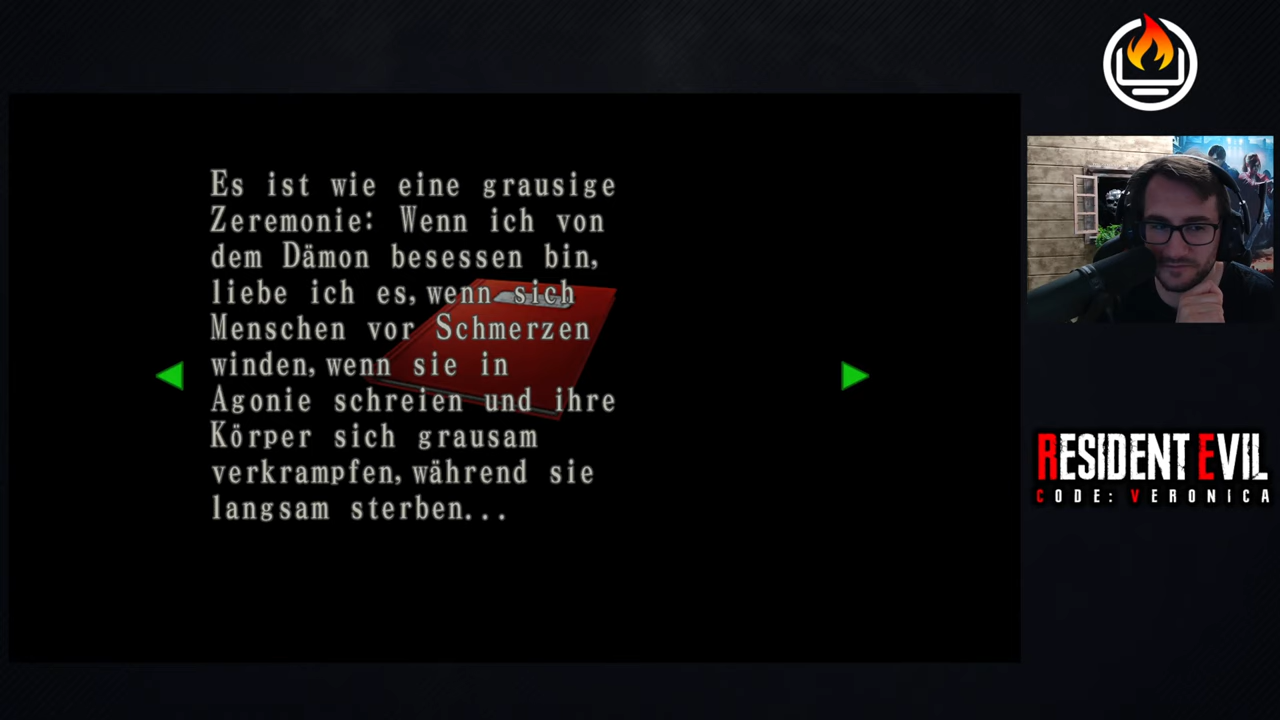 Es ist wie eine grausige
Zeremonie: Wenn ich von
dem Dämon besessen bin,
liebe ich es, wenn sich
Menschen vor Schmerzen
winden, wenn sie in
Agonie schreien und ihre
Körper sich grausam
verkrampfen, während sie
langsam sterben...
RESIDENT EVIL
CODE: VERONICA